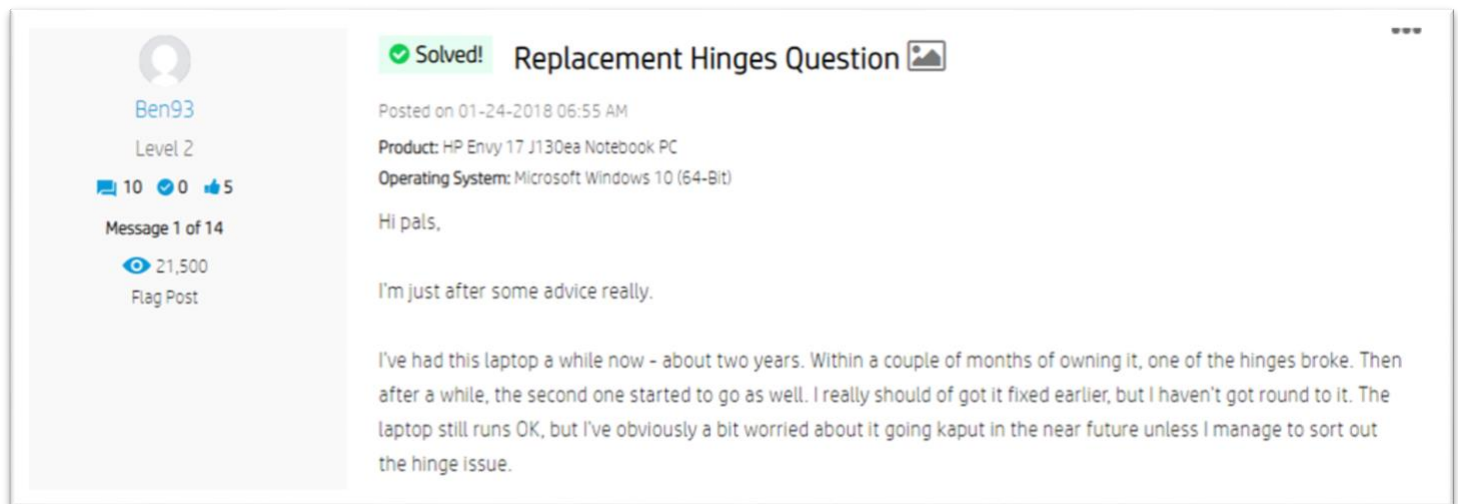 Ben93
Level 2
10 0 5
Message 1 of 14
21,500
Flag Post
Solved! Replacement Hinges Question
Posted on 01-24-2018 06:55 AM
Product: HP Envy 17 J130ea Notebook PC
Operating System: Microsoft Windows 10 (64-Bit)
Hi pals,
I'm just after some advice really.
I've had this laptop a while now - about two years. Within a couple of months of owning it, one of the hinges broke. Then
after a while, the second one started to go as well. I really should of got it fixed earlier, but I haven't got round to it. The
laptop still runs OK, but I've obviously a bit worried about it going kaput in the near future unless I manage to sort out
the hinge issue.